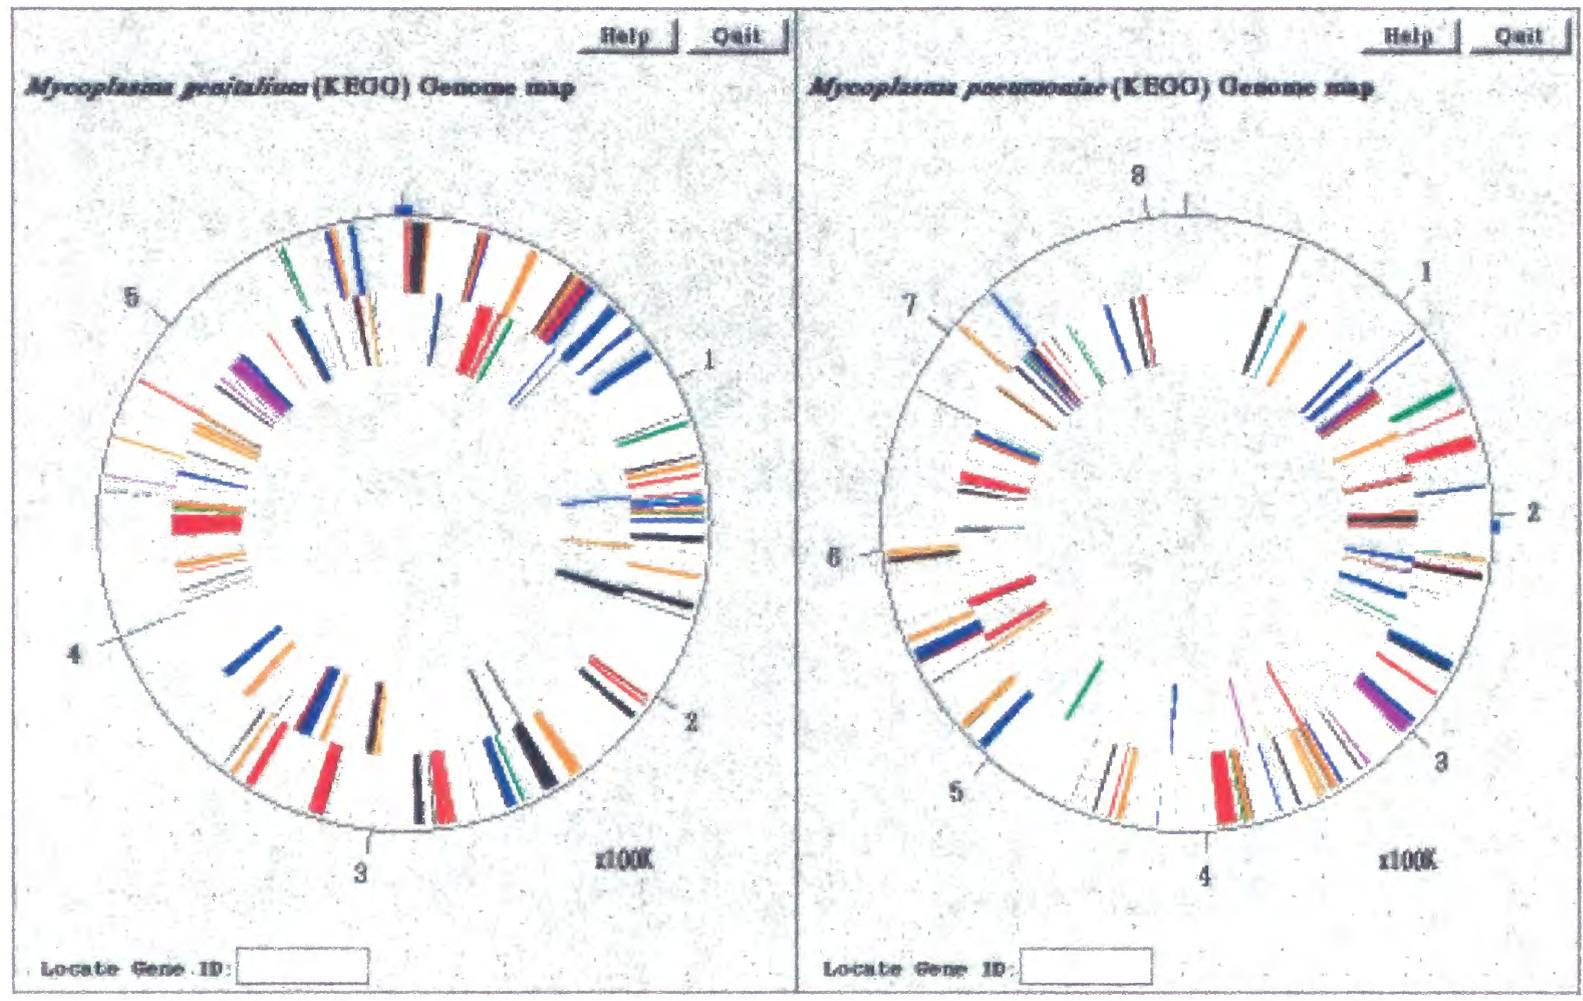 Help Quit
Mycoplasma genitalium (KEGG) Genome map
5
1
4
2
3
x100K
Locate Gene ID:
Help Quit
Mycoplasma pneumoniae (KEGG) Genome map
8
1
7
2
6
3
5
4
x100K
Locate Gene ID: